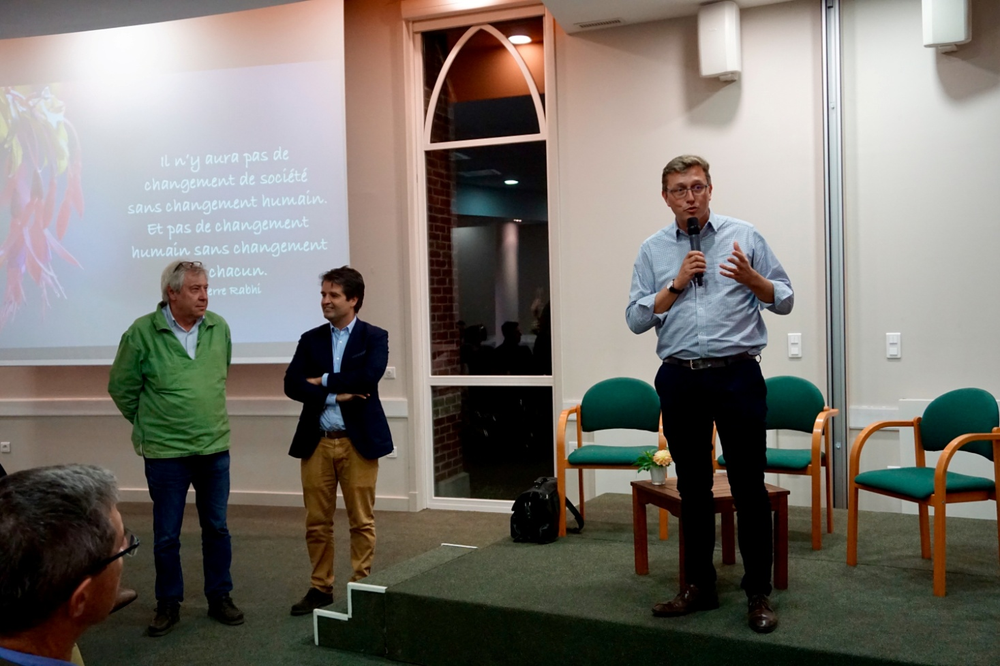 Il n'y aura pas de
changement de société
sans changement humain.
Et pas de changement
humain sans changement
chacun.
erre Rabhi